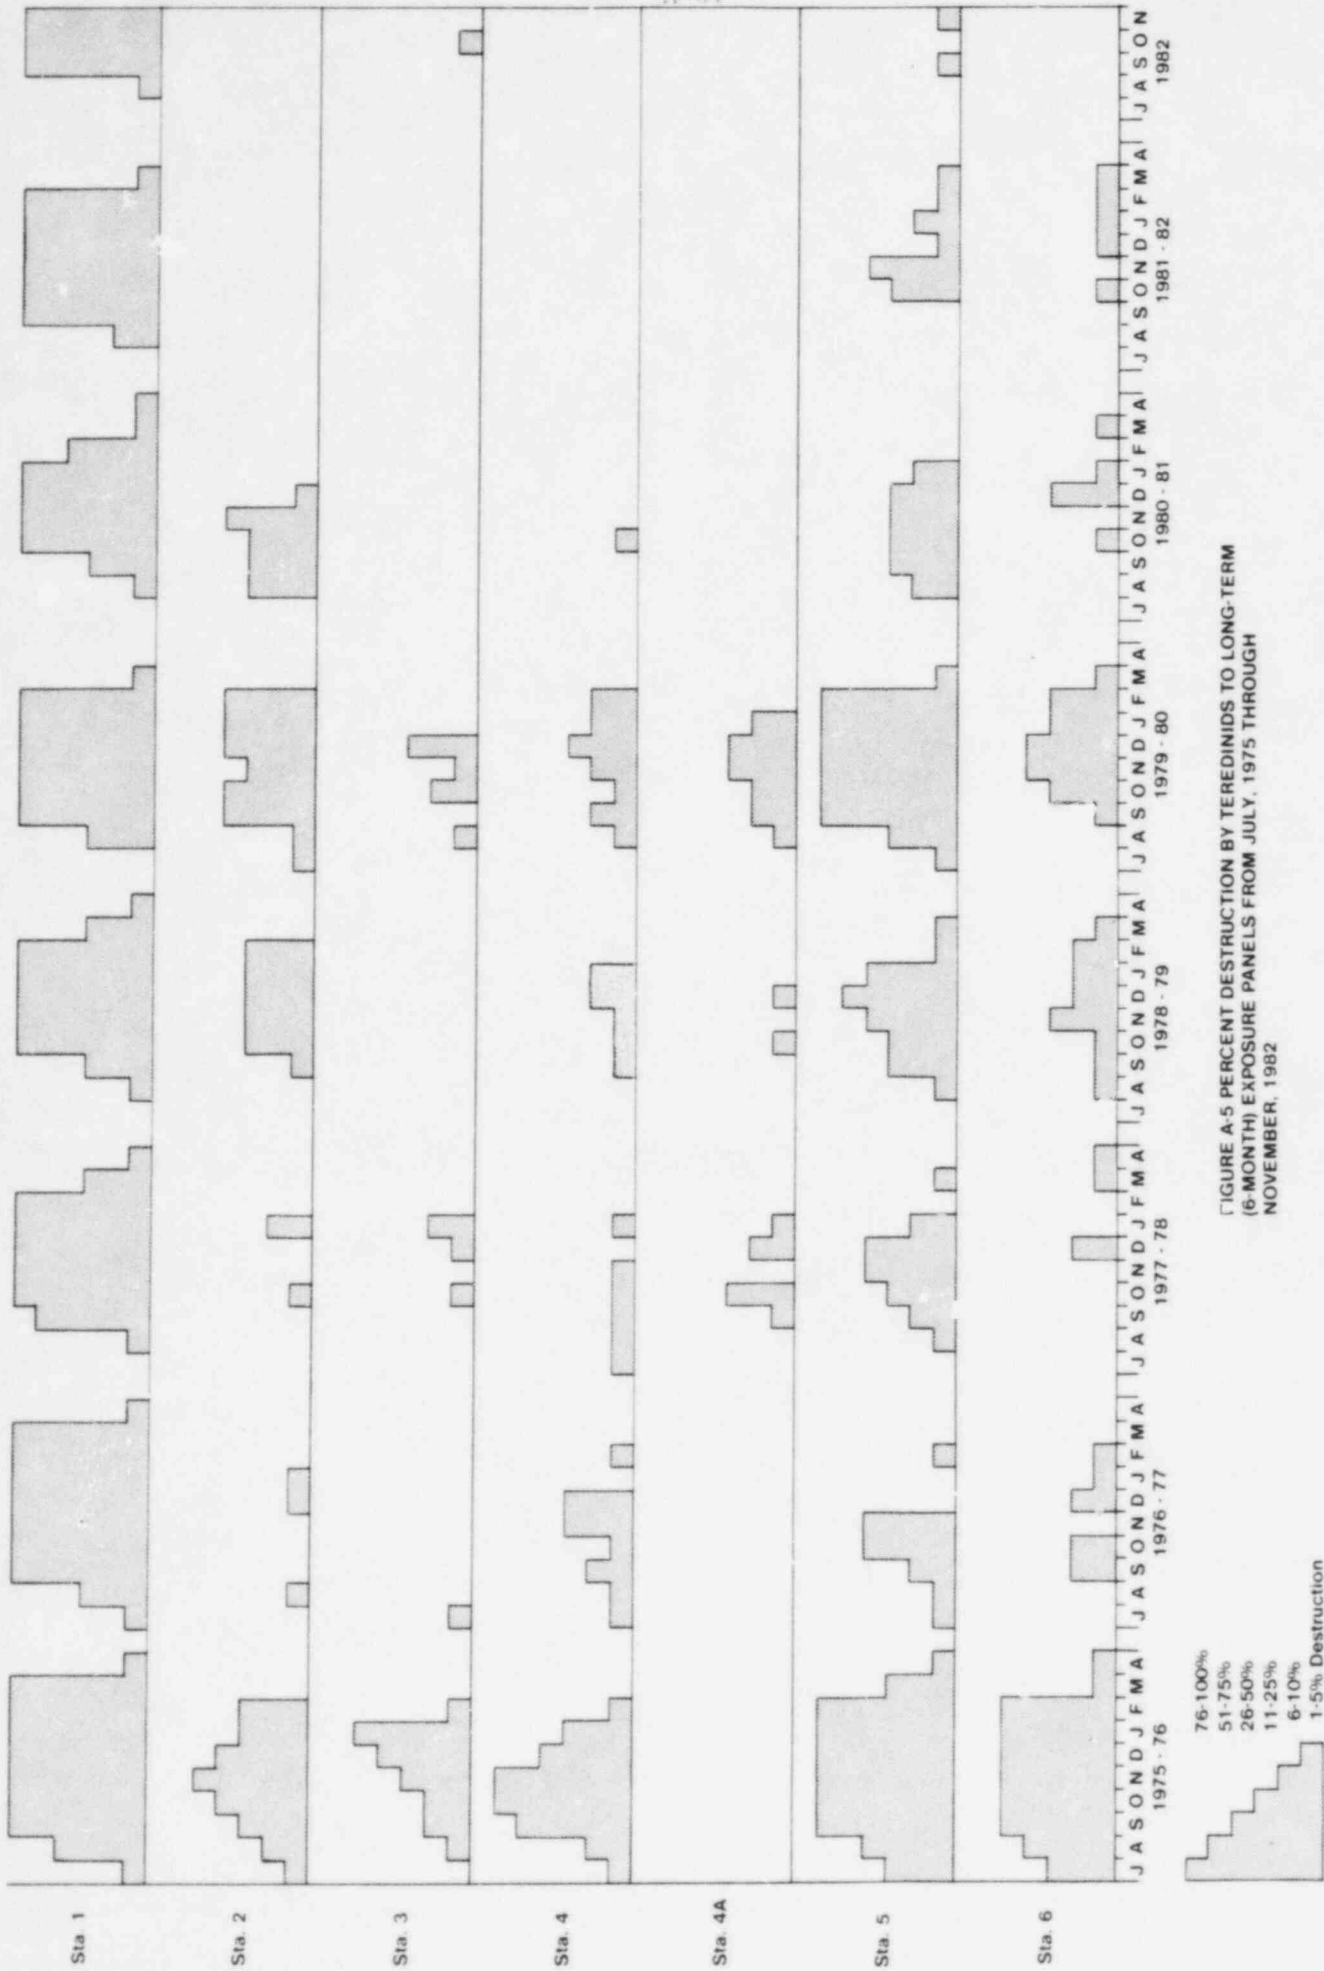 Sta. 1
Sta. 2
Sta. 3
Sta. 4
Sta. 4A
Sta. 5
Sta. 6
J A S O N D J F M A
1975 - 76
J A S O N D J F M A
1976 - 77
J A S O N D J F M A
1977 - 78
J A S O N D J F M A
1978 - 79
J A S O N D J F M A
1979 - 80
J A S O N D J F M A
1980 - 81
J A S O N D J F M A
1981 - 82
J A S O N
1982
76-100%
51-75%
26-50%
11-25%
6-10%
1-5% Destruction
FIGURE A-5 PERCENT DESTRUCTION BY TEREDINIDS TO LONG-TERM
(6-MONTH) EXPOSURE PANELS FROM JULY, 1975 THROUGH
NOVEMBER, 1982